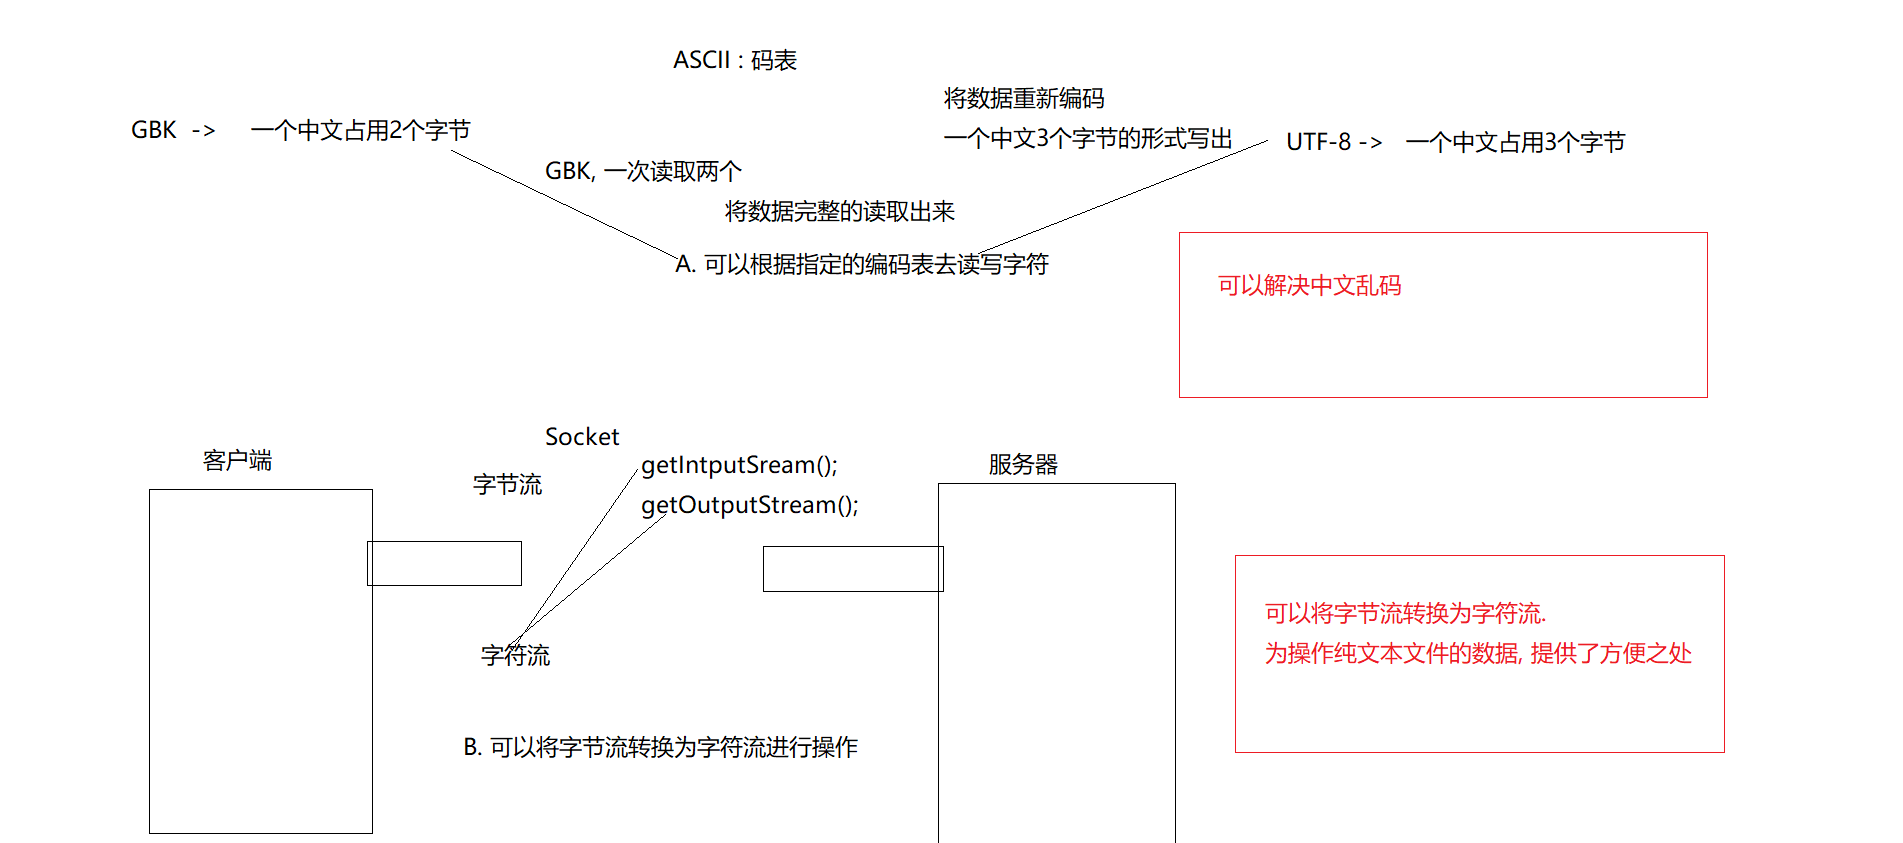 ASCII : 码表
将数据重新编码
GBK -> 一个中文占用2个字节
一个中文3个字节的形式写出
UTF-8 -> 一个中文占用3个字节
GBK, 一次读取两个
将数据完整的读取出来
A. 可以根据指定的编码表去读写字符
可以解决中文乱码
Socket
客户端
getIntputSream();
服务器
字节流
getOutputStream();
可以将字节流转换为字符流.
为操作纯文本文件的数据, 提供了方便之处
字符流
B. 可以将字节流转换为字符流进行操作